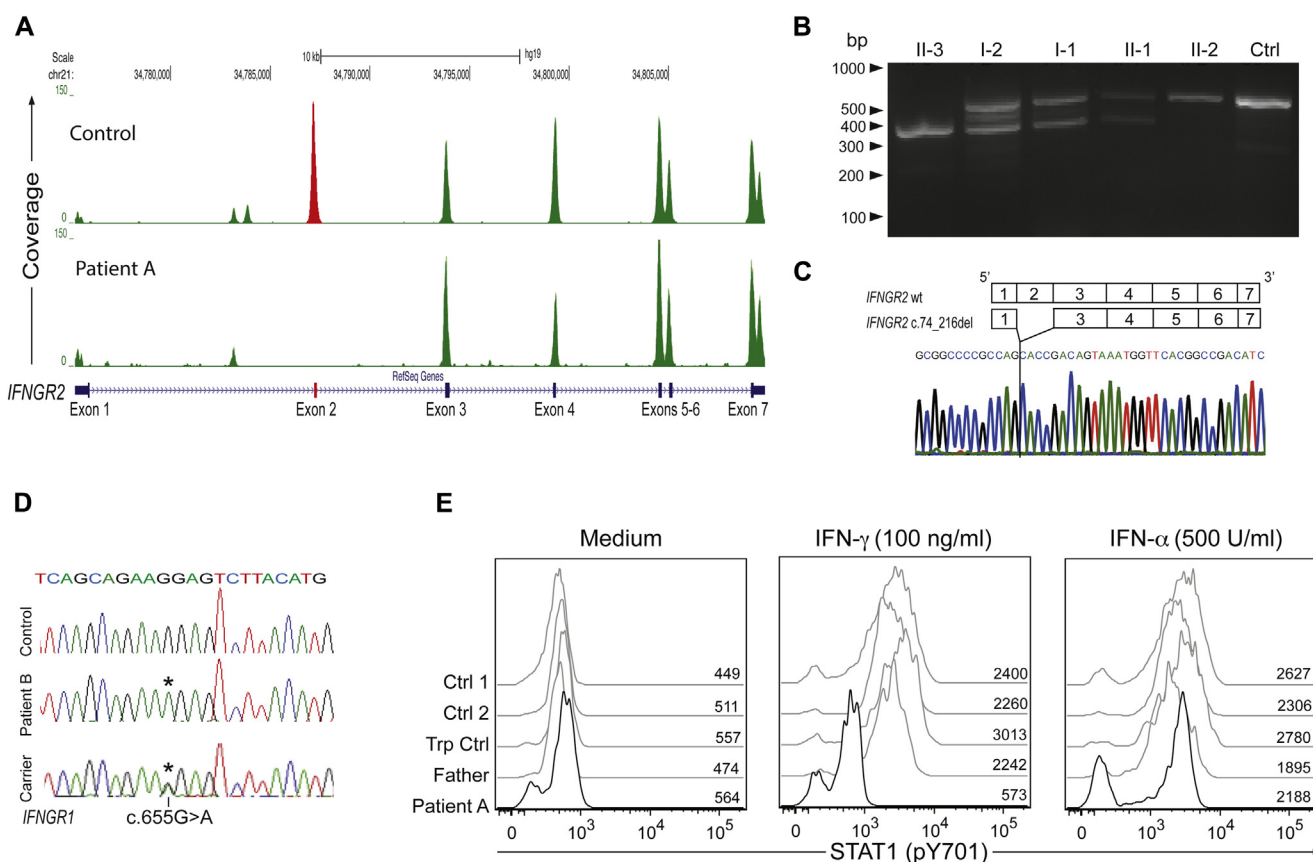 A
Scale
chr21:
10 kb
hg19
34,780,000
34,785,000
34,790,000
34,795,000
34,800,000
34,805,000
150
Control
0
150
Patient A
0
Coverage
RefSeq Genes
IFNGR2
Exon 1
Exon 2
Exon 3
Exon 4
Exons 5-6
Exon 7
B
bp
II-3 I-2 I-1 II-1 II-2 Ctrl
1000
500
400
300
200
100
C
5' 3'
IFNGR2 wt
1 2 3 4 5 6 7
IFNGR2 c.74_216del
1 3 4 5 6 7
GCGGCCCCGCCAGCACCGACAGTAAATGGTTCACGGCCGACATC
D
TCAGCAGAAGGAGTCTTACATG
Control
Patient B
*
Carrier
*
IFNGR1
c.655G>A
E
Medium
IFN-γ (100 ng/ml)
IFN-α (500 U/ml)
Ctrl 1 449 2400 2627
Ctrl 2 511 2260 2306
Trp Ctrl 557 3013 2780
Father 474 2242 1895
Patient A 564 573 2188
0 10³ 10⁴ 10⁵
0 10³ 10⁴ 10⁵
0 10³ 10⁴ 10⁵
STAT1 (pY701)